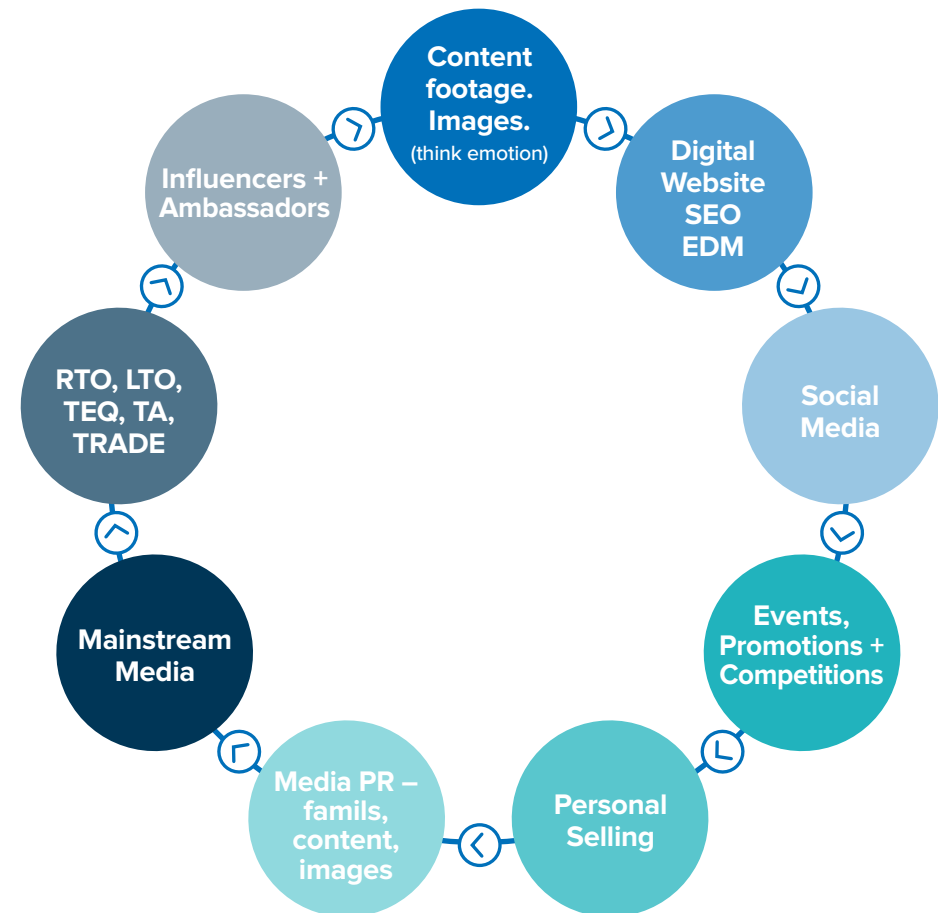 Content
footage.
Images.
(think emotion)
Digital
Website
SEO
EDM
Social
Media
Events,
Promotions +
Competitions
Personal
Selling
Media PR –
famils,
content,
images
Mainstream
Media
RTO, LTO,
TEQ, TA,
TRADE
Influencers +
Ambassadors